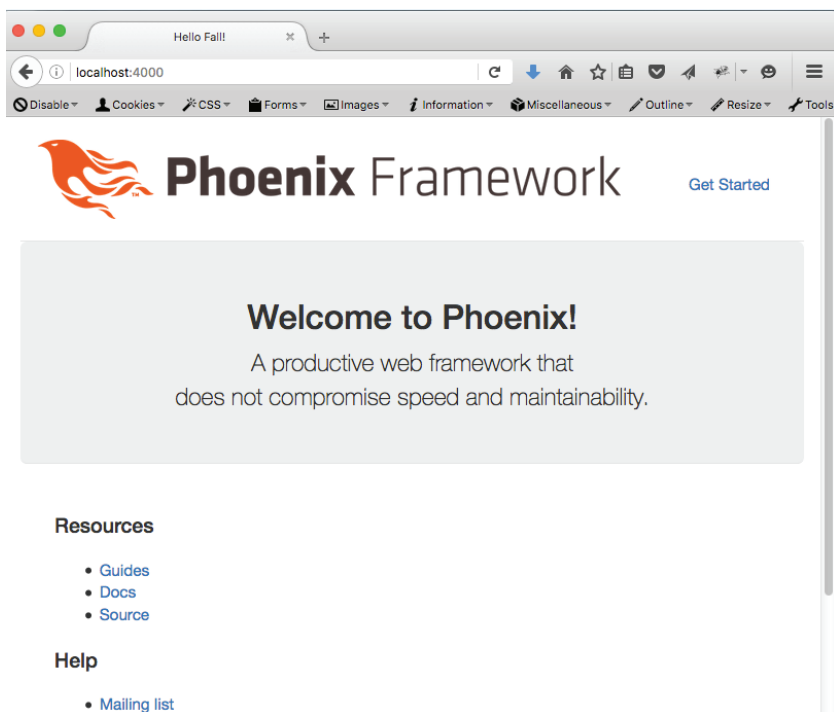 Hello Fall!
localhost:4000
Disable Cookies CSS Forms Images Information Miscellaneous Outline Resize Tools
Phoenix Framework
TM
Get Started
Welcome to Phoenix!
A productive web framework that
does not compromise speed and maintainability.
Resources
Guides
Docs
Source
Help
Mailing list